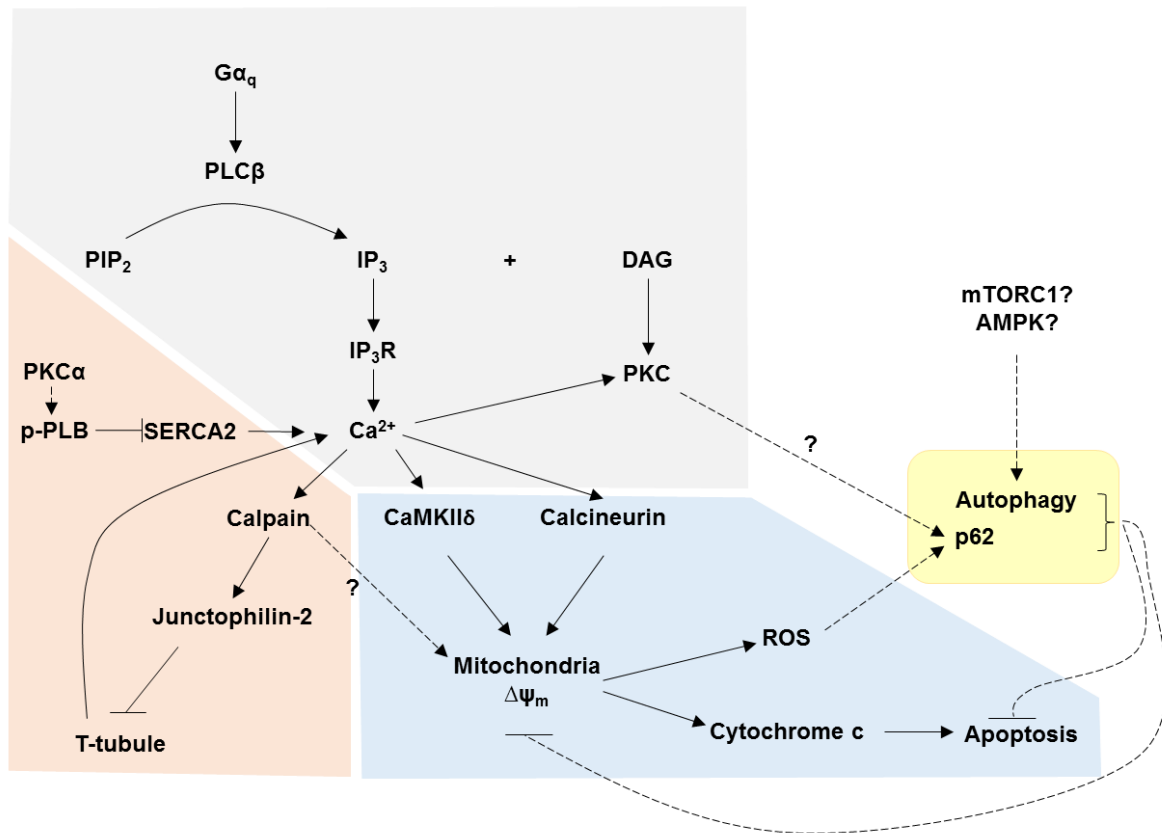 Gαq
PLCβ
PIP2
IP3
+
DAG
mTORC1?
AMPK?
IP3R
PKCα
PKC
p-PLB
SERCA2
Ca2+
?
Autophagy
p62
Calpain
CaMKIIδ
Calcineurin
?
Junctophilin-2
ROS
Mitochondria
ΔΨm
T-tubule
Cytochrome c
Apoptosis